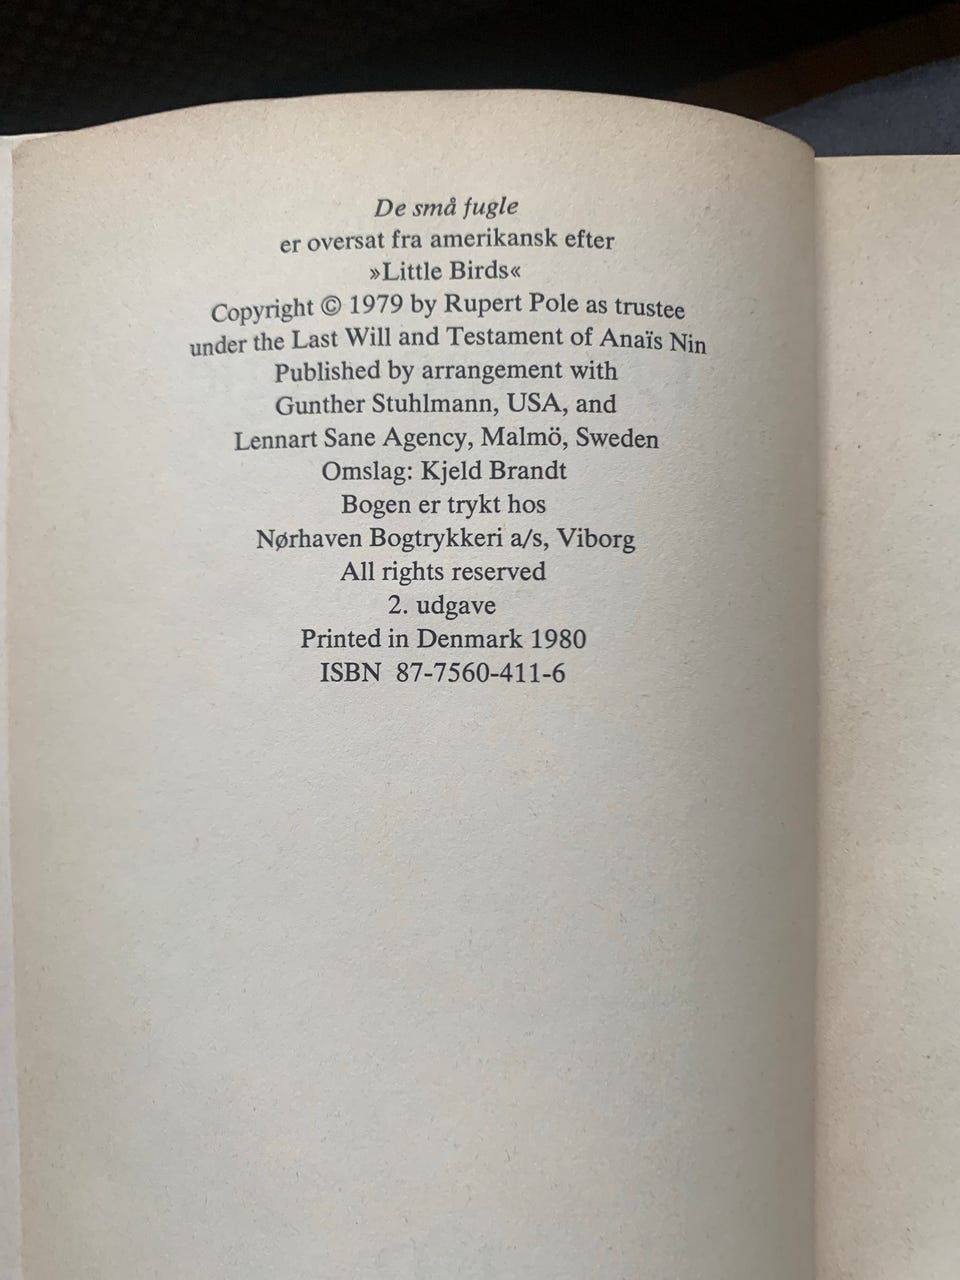 De små fugle
er oversat fra amerikansk efter
»Little Birds«
Copyright © 1979 by Rupert Pole as trustee
under the Last Will and Testament of Anaïs Nin
Published by arrangement with
Gunther Stuhlmann, USA, and
Lennart Sane Agency, Malmö, Sweden
Omslag: Kjeld Brandt
Bogen er trykt hos
Nørhaven Bogtrykkeri a/s, Viborg
All rights reserved
2. udgave
Printed in Denmark 1980
ISBN 87-7560-411-6